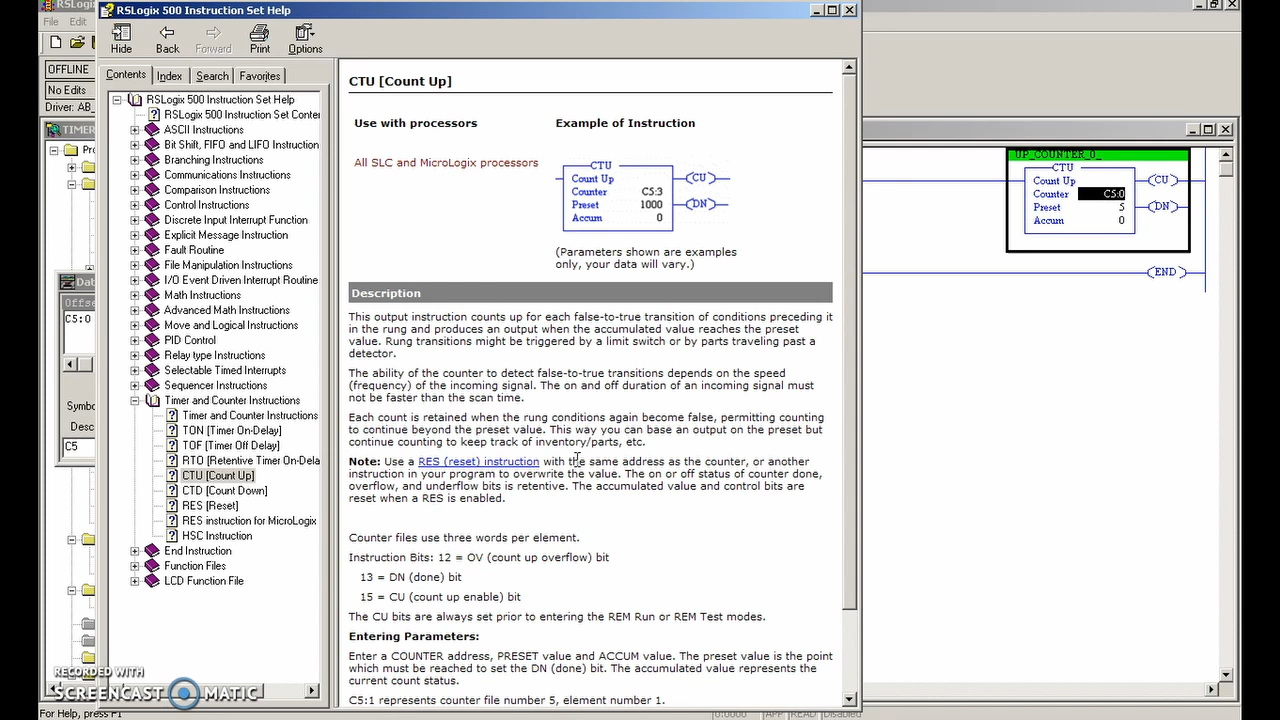 RSLogix 500 Instruction Set Help
RSLogi
File Edit
Hide Back Forward Print Options
OFFLINE
No Edits
Driver: AB_
TIMER
Pro
Data
Offset
C5:0
Symbo
Desc
C5
Contents Index Search Favorites
RSLogix 500 Instruction Set Help
RSLogix 500 Instruction Set Conter
ASCII Instructions
Bit Shift, FIFO and LIFO Instruction
Branching Instructions
Communications Instructions
Comparison Instructions
Control Instructions
Discrete Input Interrupt Function
Explicit Message Instruction
Fault Routine
File Manipulation Instructions
I/O Event Driven Interrupt Routine
Math Instructions
Advanced Math Instructions
Move and Logical Instructions
PID Control
Relay type Instructions
Selectable Timed Interrupts
Sequencer Instructions
Timer and Counter Instructions
Timer and Counter Instructions
TON [Timer On-Delay]
TOF [Timer Off Delay]
RTO [Retentive Timer On-Dela
CTU [Count Up]
CTD [Count Down]
RES [Reset]
RES instruction for MicroLogix
HSC Instruction
End Instruction
Function Files
LCD Function File
CTU [Count Up]
Use with processors
Example of Instruction
All SLC and MicroLogix processors
CTU
Count Up
Counter C5:3
Preset 1000
Accum 0
CU
DN
(Parameters shown are examples
only, your data will vary.)
Description
This output instruction counts up for each false-to-true transition of conditions preceding it
in the rung and produces an output when the accumulated value reaches the preset
value. Rung transitions might be triggered by a limit switch or by parts traveling past a
detector.
The ability of the counter to detect false-to-true transitions depends on the speed
(frequency) of the incoming signal. The on and off duration of an incoming signal must
not be faster than the scan time.
Each count is retained when the rung conditions again become false, permitting counting
to continue beyond the preset value. This way you can base an output on the preset but
continue counting to keep track of inventory/parts, etc.
Note: Use a RES (reset) instruction with the same address as the counter, or another
instruction in your program to overwrite the value. The on or off status of counter done,
overflow, and underflow bits is retentive. The accumulated value and control bits are
reset when a RES is enabled.
Counter files use three words per element.
Instruction Bits: 12 = OV (count up overflow) bit
13 = DN (done) bit
15 = CU (count up enable) bit
The CU bits are always set prior to entering the REM Run or REM Test modes.
Entering Parameters:
Enter a COUNTER address, PRESET value and ACCUM value. The preset value is the point
which must be reached to set the DN (done) bit. The accumulated value represents the
current count status.
C5:1 represents counter file number 5, element number 1.
UP_COUNTER_0_
CTU
Count Up
Counter C5:0
Preset 5
Accum 0
CU
DN
END
RECORDED WITH
SCREENCAST MATIC
For Help, press F1
0:0000 APP READ Disabled